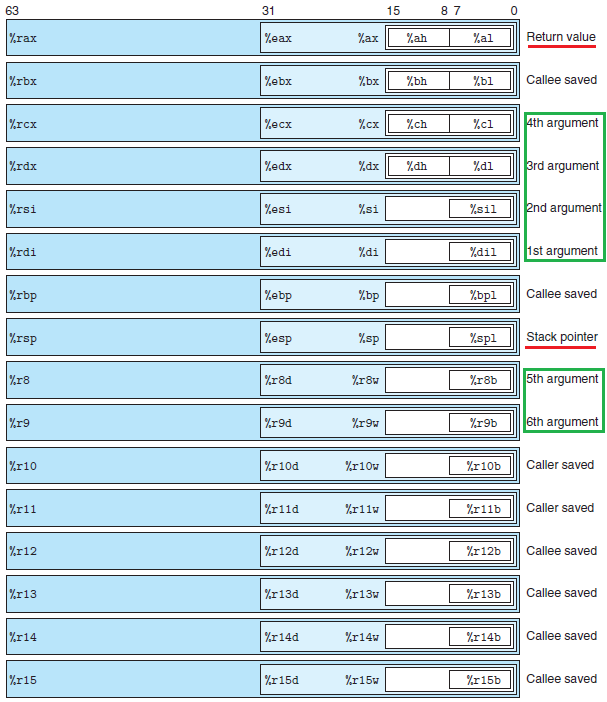 63 31 15 8 7 0
%rax %eax %ax %ah %al Return value
%rbx %ebx %bx %bh %bl Callee saved
%rcx %ecx %cx %ch %cl 4th argument
%rdx %edx %dx %dh %dl 3rd argument
%rsi %esi %si %sil 2nd argument
%rdi %edi %di %dil 1st argument
%rbp %ebp %bp %bpl Callee saved
%rsp %esp %sp %spl Stack pointer
%r8 %r8d %r8w %r8b 5th argument
%r9 %r9d %r9w %r9b 6th argument
%r10 %r10d %r10w %r10b Caller saved
%r11 %r11d %r11w %r11b Caller saved
%r12 %r12d %r12w %r12b Callee saved
%r13 %r13d %r13w %r13b Callee saved
%r14 %r14d %r14w %r14b Callee saved
%r15 %r15d %r15w %r15b Callee saved